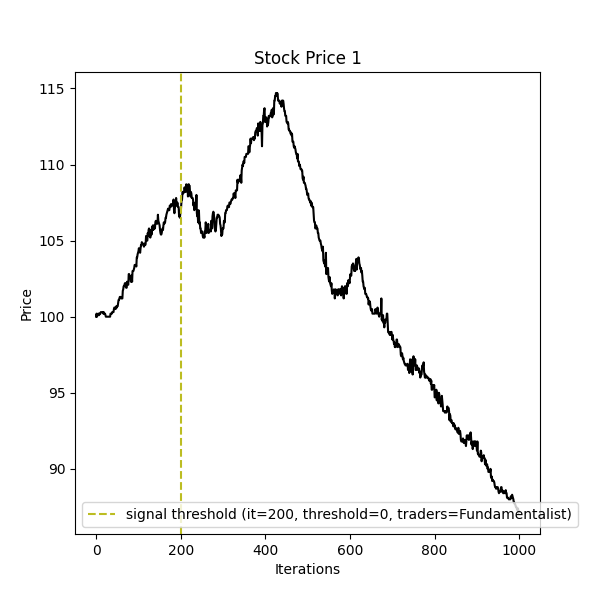 Stock Price 1
115
110
105
100
95
90
Price
signal threshold (it=200, threshold=0, traders=Fundamentalist)
0 200 400 600 800 1000
Iterations